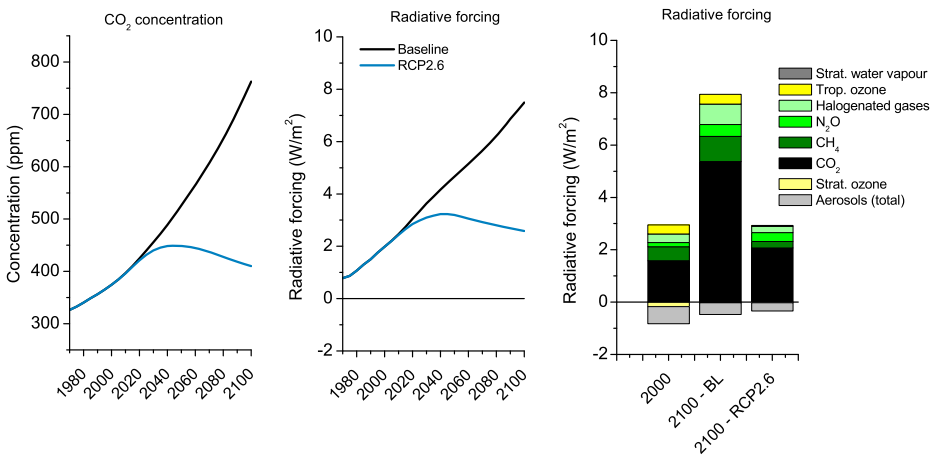 CO2 concentration
Concentration (ppm)
800
700
600
500
400
300
1980
2000
2020
2040
2060
2080
2100
Radiative forcing
Radiative forcing (W/m²)
10
8
6
4
2
0
-2
Baseline
RCP2.6
1980
2000
2020
2040
2060
2080
2100
Radiative forcing
Radiative forcing (W/m²)
10
8
6
4
2
0
-2
Strat. water vapour
Trop. ozone
Halogenated gases
N2O
CH4
CO2
Strat. ozone
Aerosols (total)
2000
2100 - BL
2100 - RCP2.6